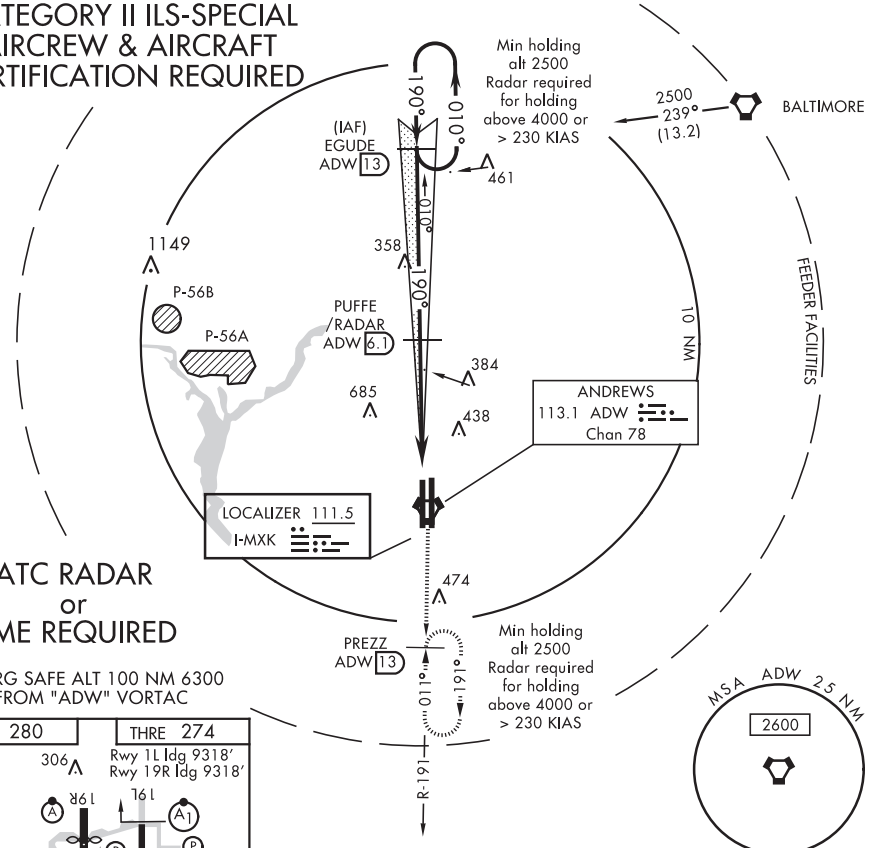 TEGORY II ILS-SPECIAL
IRCREW & AIRCRAFT
RTIFICATION REQUIRED
Min holding
alt 2500
Radar required
for holding
above 4000 or
> 230 KIAS
2500
239°
(13.2)
BALTIMORE
190°
010°
(IAF)
EGUDE
ADW 13
461
010°
1149
358
190°
P-56B
P-56A
PUFFE
/RADAR
ADW 6.1
10 NM
FEEDER FACILITIES
384
685
438
ANDREWS
113.1 ADW
Chan 78
LOCALIZER 111.5
I-MXK
ATC RADAR
or
ME REQUIRED
474
PREZZ
ADW 13
011°
191°
Min holding
alt 2500
Radar required
for holding
above 4000 or
> 230 KIAS
RG SAFE ALT 100 NM 6300
FROM "ADW" VORTAC
MSA ADW 25 NM
2600
R-191
280
THRE 274
306
Rwy 1L ldg 9318'
Rwy 19R ldg 9318'
19R
19L
A
A1
P